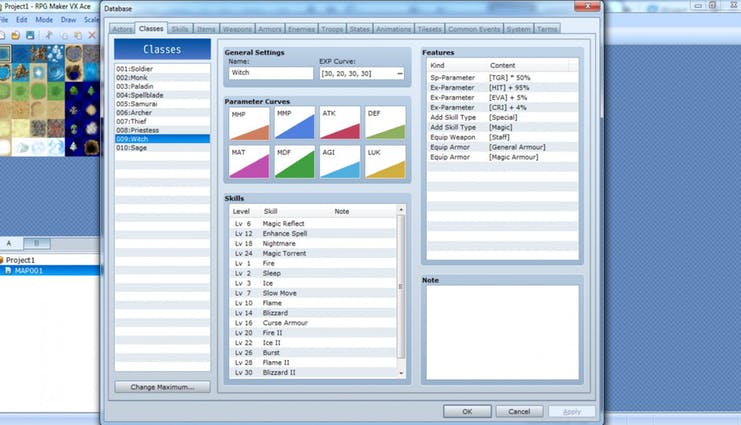 Project1 - RPG Maker VX Ace
Edit Mode Draw Scale
A B
Project1
MAP001
Database
Actors Classes Skills Items Weapons Armors Enemies Troops States Animations Tilesets Common Events System Terms
Classes
001:Soldier
002:Monk
003:Paladin
004:Spellblade
005:Samurai
006:Archer
007:Thief
008:Priestess
009:Witch
010:Sage
Change Maximum...
General Settings
Name: EXP Curve:
Witch [30, 20, 30, 30] ...
Parameter Curves
MHP MMP ATK DEF
MAT MDF AGI LUK
Skills
Level Skill Note
Lv 6 Magic Reflect
Lv 12 Enhance Spell
Lv 18 Nightmare
Lv 24 Magic Torrent
Lv 1 Fire
Lv 2 Sleep
Lv 3 Ice
Lv 7 Slow Move
Lv 10 Flame
Lv 14 Blizzard
Lv 16 Curse Armour
Lv 20 Fire II
Lv 22 Ice II
Lv 26 Burst
Lv 28 Flame II
Lv 30 Blizzard II
Features
Kind Content
Sp-Parameter [TGR] * 50%
Ex-Parameter [HIT] + 95%
Ex-Parameter [EVA] + 5%
Ex-Parameter [CRI] + 4%
Add Skill Type [Special]
Add Skill Type [Magic]
Equip Weapon [Staff]
Equip Armor [General Armour]
Equip Armor [Magic Armour]
Note
OK Cancel Apply